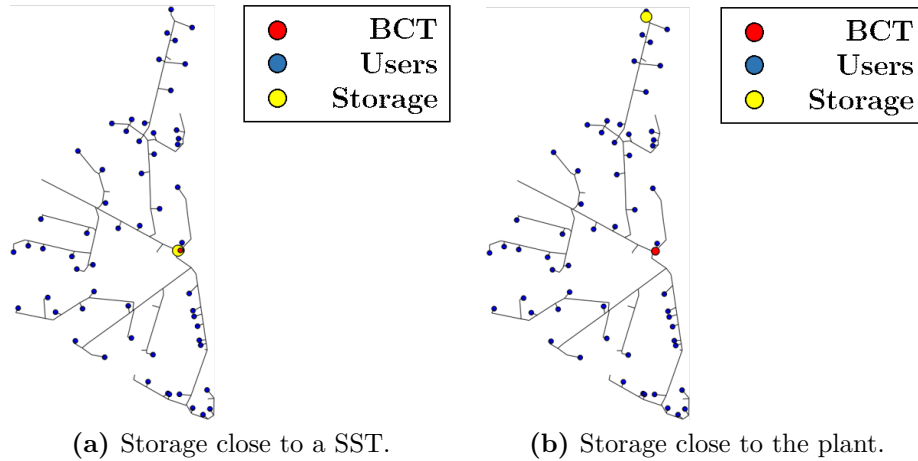 BCT
Users
Storage
BCT
Users
Storage
(a) Storage close to a SST.
(b) Storage close to the plant.